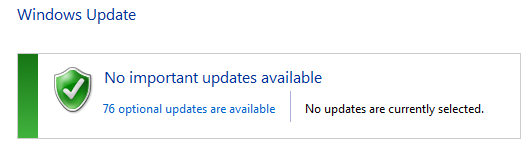 Windows Update
No important updates available
76 optional updates are available
No updates are currently selected.